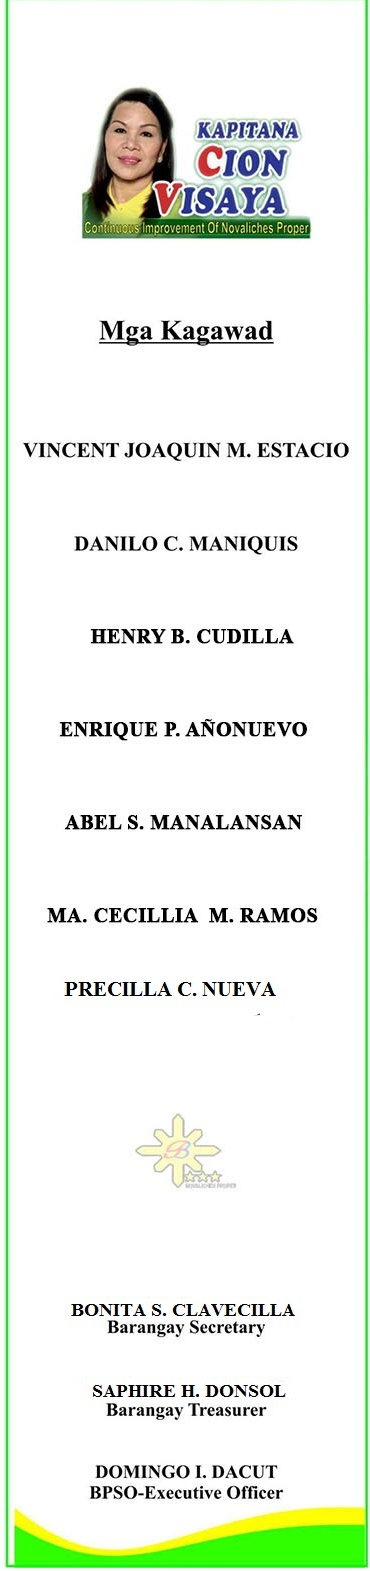 KAPITANA
CION
VISAYA
Continuous Improvement Of Novaliches Proper
Mga Kagawad
VINCENT JOAQUIN M. ESTACIO
DANILO C. MANIQUIS
HENRY B. CUDILLA
ENRIQUE P. AÑONUEVO
ABEL S. MANALANSAN
MA. CECILLIA M. RAMOS
PRECILLA C. NUEVA
NOVALICHES PROPER
BONITA S. CLAVECILLA
Barangay Secretary
SAPHIRE H. DONSOL
Barangay Treasurer
DOMINGO I. DACUT
BPSO-Executive Officer